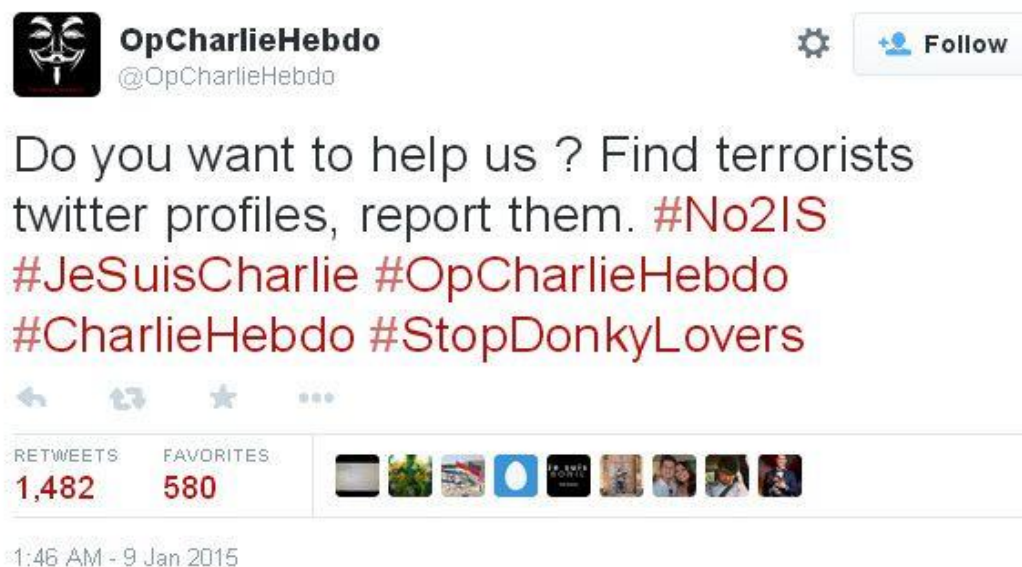 OpCharlieHebdo
@OpCharlieHebdo
Follow
Do you want to help us ? Find terrorists
twitter profiles, report them. #No2IS
#JeSuisCharlie #OpCharlieHebdo
#CharlieHebdo #StopDonkyLovers
RETWEETS FAVORITES
1,482 580
1:46 AM - 9 Jan 2015